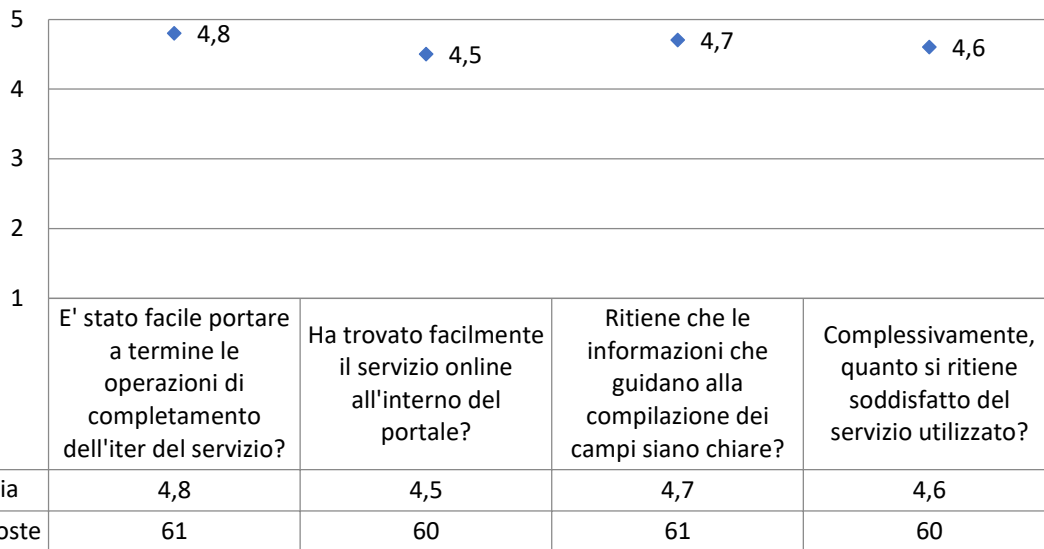 5
4,8
4,5
4,7
4,6
4
3
2
1
E' stato facile portare
a termine le
operazioni di
completamento
dell'iter del servizio?
Ha trovato facilmente
il servizio online
all'interno del
portale?
Ritiene che le
informazioni che
guidano alla
compilazione dei
campi siano chiare?
Complessivamente,
quanto si ritiene
soddisfatto del
servizio utilizzato?
4,8 4,5 4,7 4,6
61 60 61 60